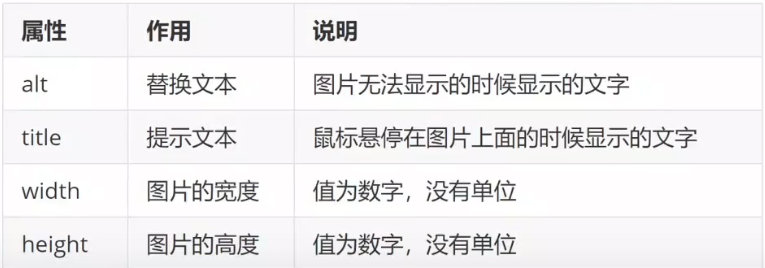 属性 作用 说明
alt 替换文本 图片无法显示的时候显示的文字
title 提示文本 鼠标悬停在图片上面的时候显示的文字
width 图片的宽度 值为数字，没有单位
height 图片的高度 值为数字，没有单位